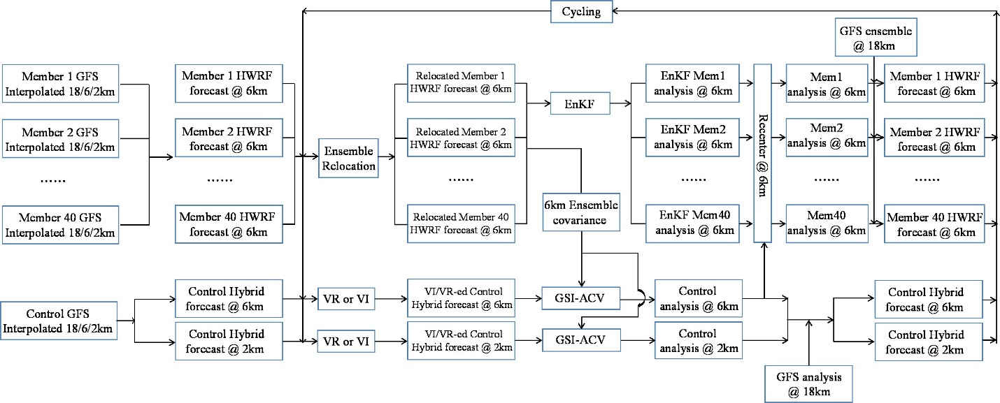 Cycling
GFS ensemble
@ 18km
Member 1 GFS
Interpolated 18/6/2km
Member 1 HWRF
forecast @ 6km
Relocated Member 1
HWRF forecast @ 6km
EnKF
EnKF Mem1
analysis @ 6km
Recenter @ 6km
Mem1
analysis @ 6km
Member 1 HWRF
forecast @ 6km
Member 2 GFS
Interpolated 18/6/2km
Member 2 HWRF
forecast @ 6km
Ensemble
Relocation
Relocated Member 2
HWRF forecast @ 6km
EnKF Mem2
analysis @ 6km
Mem2
analysis @ 6km
Member 2 HWRF
forecast @ 6km
......
......
......
......
......
......
Member 40 GFS
Interpolated 18/6/2km
Member 40 HWRF
forecast @ 6km
Relocated Member 40
HWRF forecast @ 6km
6km Ensemble
covariance
EnKF Mem40
analysis @ 6km
Mem40
analysis @ 6km
Member 40 HWRF
forecast @ 6km
Control GFS
Interpolated 18/6/2km
Control Hybrid
forecast @ 6km
VR or VI
VI/VR-ed Control
Hybrid forecast @ 6km
GSI-ACV
Control
analysis @ 6km
Control Hybrid
forecast @ 6km
Control Hybrid
forecast @ 2km
VR or VI
VI/VR-ed Control
Hybrid forecast @ 2km
GSI-ACV
Control
analysis @ 2km
Control Hybrid
forecast @ 2km
GFS analysis
@ 18km